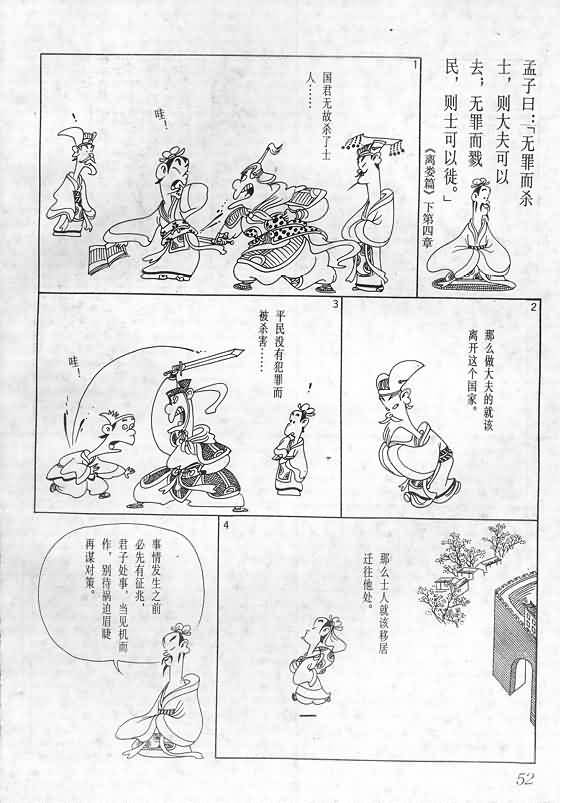 孟子曰：「无罪而杀
士，则大夫可以
去；无罪而戮
民，则士可以徙。」
《离娄篇》下第四章
1
国君无故杀了士
人……
哇！
！
2
那么做大夫的就该
离开这个国家。
3
平民没有犯罪而
被杀害……
！
哇！
4
那么士人就该移居
迁往他处。
事情发生之前
必先有征兆，
君子处事，当见机而
作，别待祸迫眉睫
再谋对策。
52